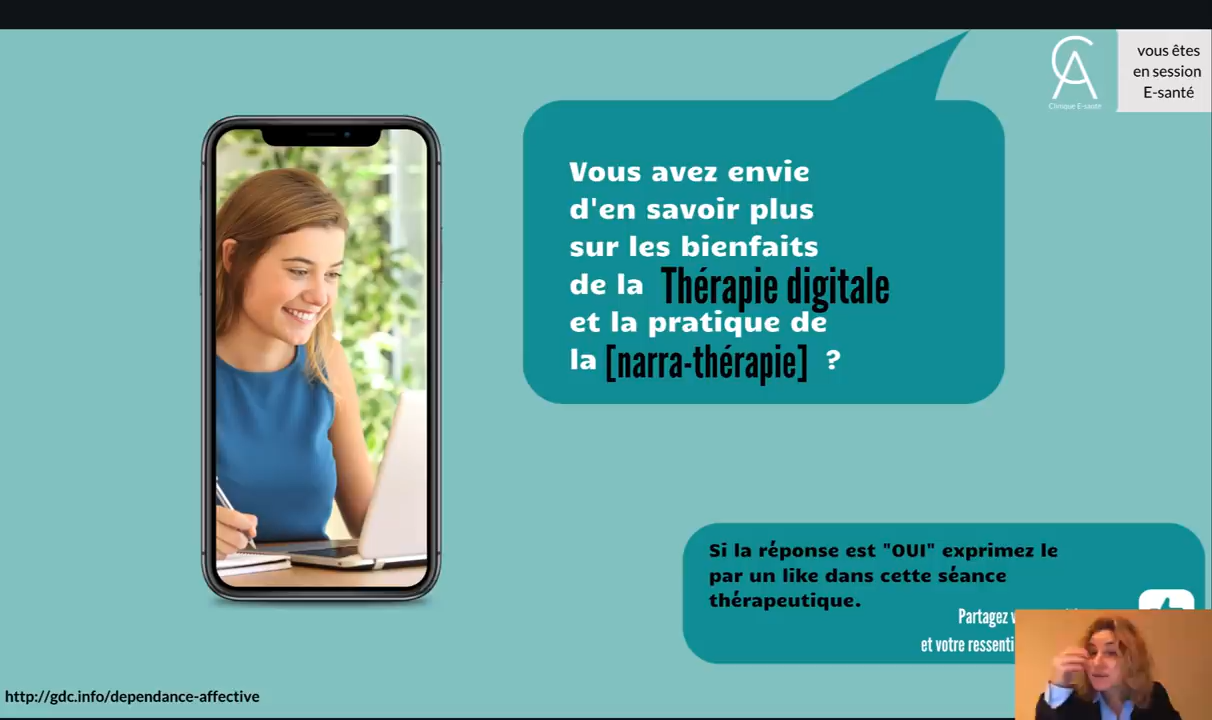 vous êtes
en session
E-santé
CA
Clinique E-santé
Vous avez envie
d'en savoir plus
sur les bienfaits
de la Thérapie digitale
et la pratique de
la [narra-thérapie] ?
Si la réponse est "OUI" exprimez le
par un like dans cette séance
thérapeutique.
Partagez
et votre ressenti
http://gdc.info/dependance-affective